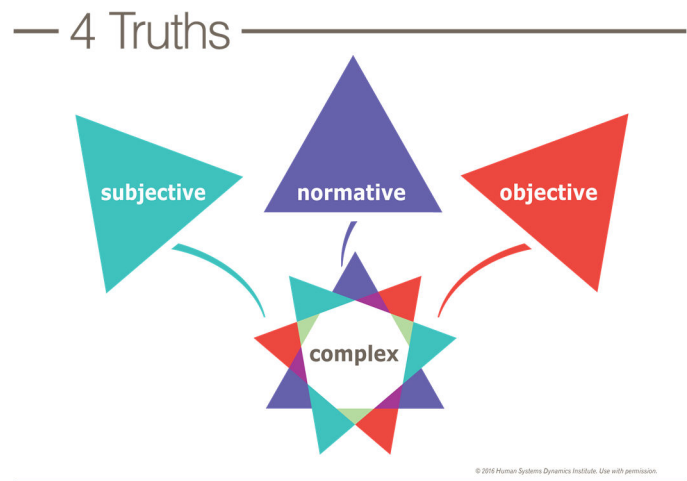 4 Truths
subjective
normative
objective
complex
© 2016 Human Systems Dynamics Institute. Use with permission.